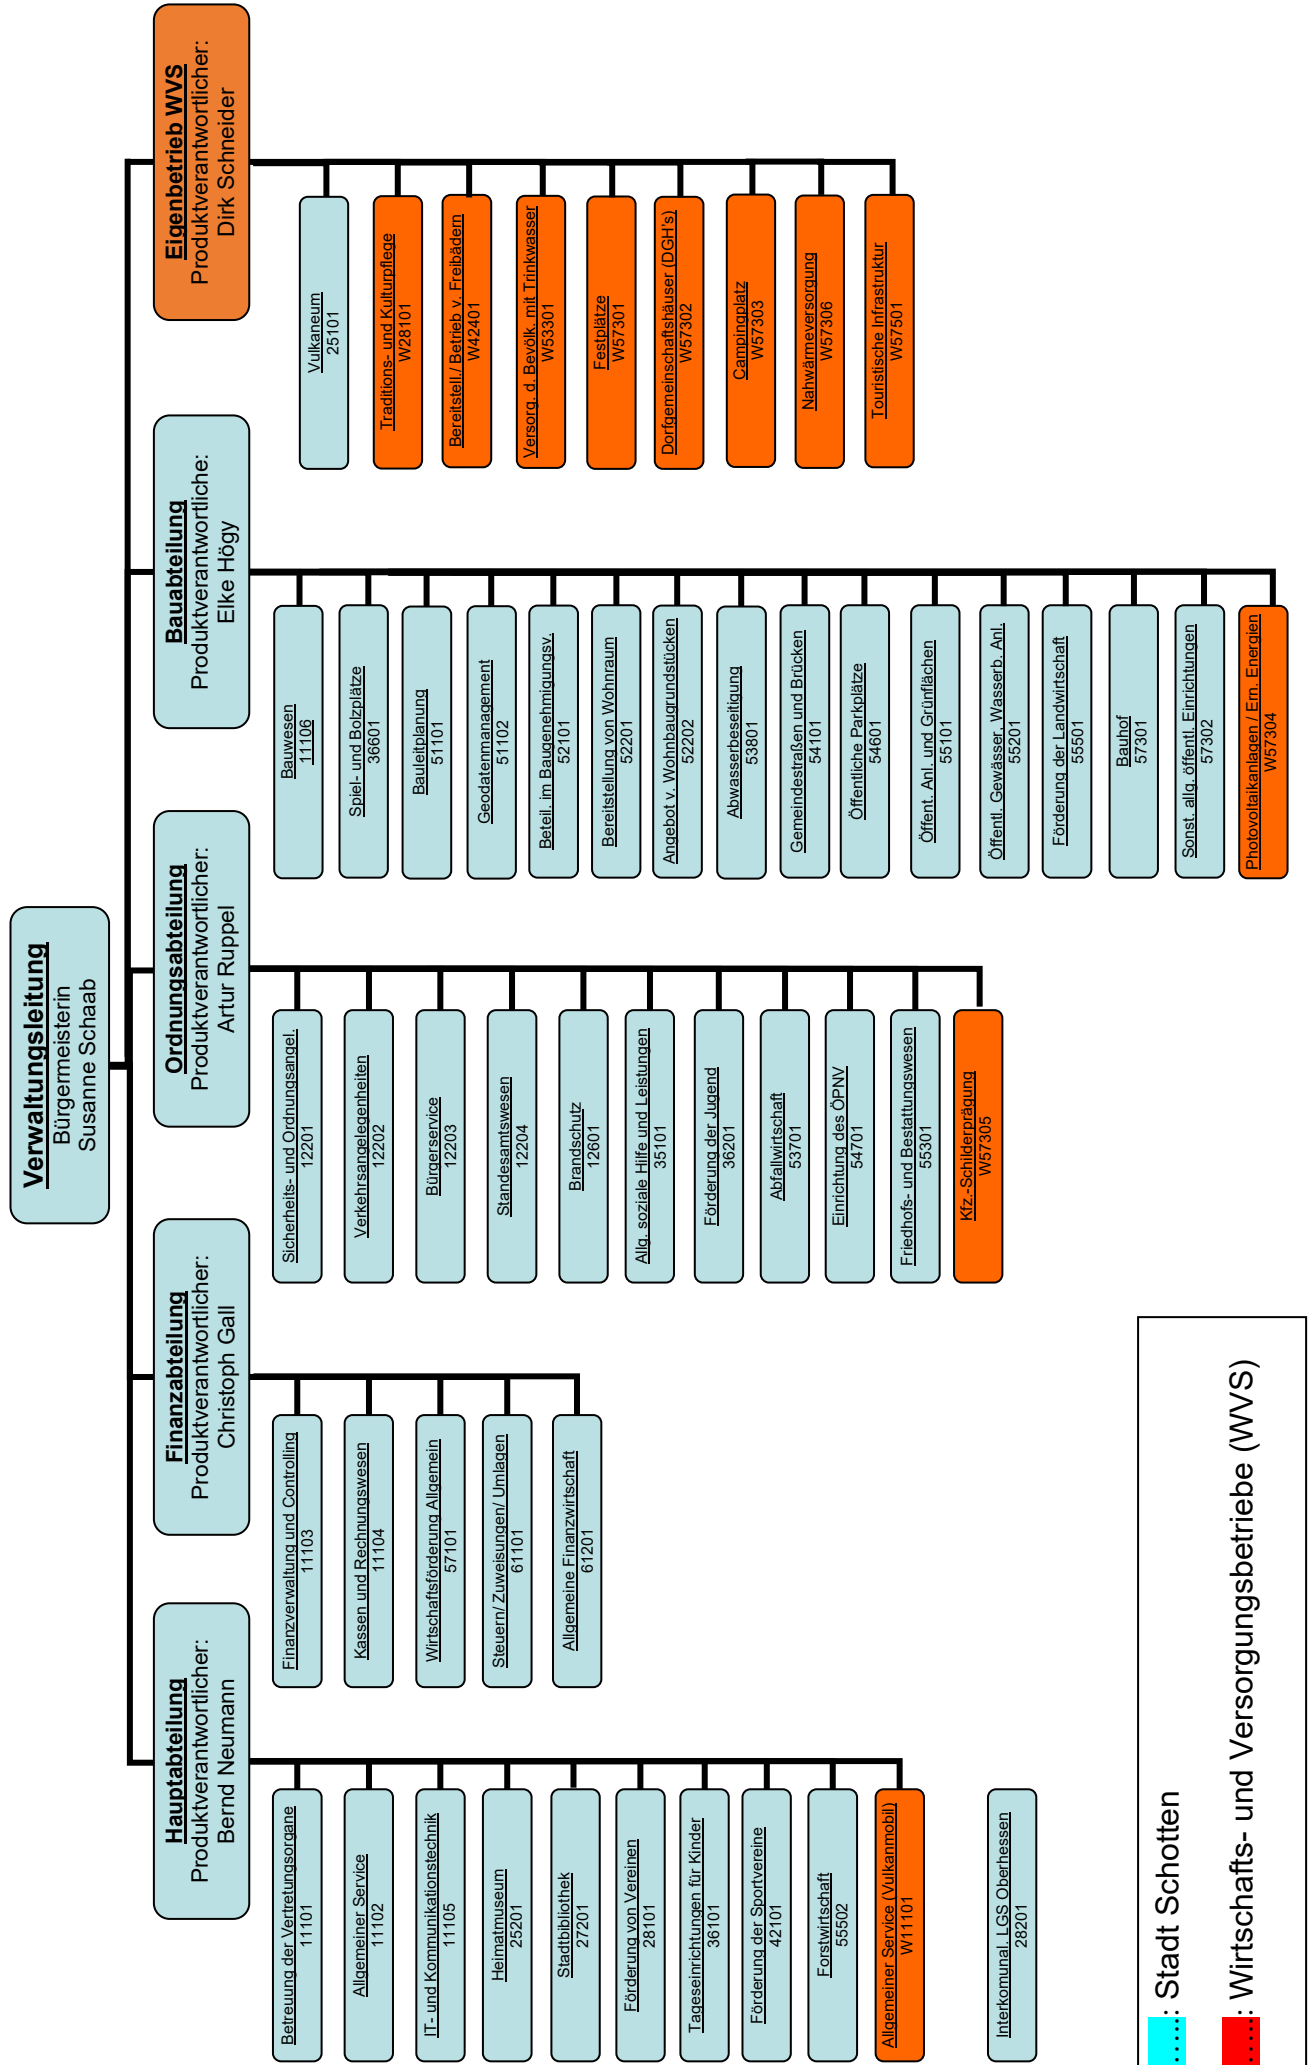 Verwaltungsleitung
Bürgermeisterin
Susanne Schaab
Hauptabteilung
Produktverantwortlicher:
Bernd Neumann
Betreuung der Vertretungsorgane
11101
Allgemeiner Service
11102
IT- und Kommunikationstechnik
11105
Heimatmuseum
25201
Stadtbibliothek
27201
Förderung von Vereinen
28101
Tageseinrichtungen für Kinder
36101
Förderung der Sportvereine
42101
Forstwirtschaft
55502
Allgemeiner Service (Vulkanmobil)
W11101
Interkomunal. LGS Oberhessen
28201
Finanzabteilung
Produktverantwortlicher:
Christoph Gall
Finanzverwaltung und Controlling
11103
Kassen und Rechnungswesen
11104
Wirtschaftsförderung Allgemein
57101
Steuern/ Zuweisungen/ Umlagen
61101
Allgemeine Finanzwirtschaft
61201
Ordnungsabteilung
Produktverantwortlicher:
Artur Ruppel
Sicherheits- und Ordnungsangel.
12201
Verkehrsangelegenheiten
12202
Bürgerservice
12203
Standesamtswesen
12204
Brandschutz
12601
Allg. soziale Hilfe und Leistungen
35101
Förderung der Jugend
36201
Abfallwirtschaft
53701
Einrichtung des ÖPNV
54701
Friedhofs- und Bestattungswesen
55301
Kfz.-Schilderprägung
W57305
Bauabteilung
Produktverantwortliche:
Elke Högy
Bauwesen
11106
Spiel- und Bolzplätze
36601
Bauleitplanung
51101
Geodatenmanagement
51102
Beteil. im Baugenehmigungsv.
52101
Bereitstellung von Wohnraum
52201
Angebot v. Wohnbaugrundstücken
52202
Abwasserbeseitigung
53801
Gemeindestraßen und Brücken
54101
Öffentliche Parkplätze
54601
Öffent. Anl. und Grünflächen
55101
Öffentl. Gewässer, Wasserb. Anl.
55201
Förderung der Landwirtschaft
55501
Bauhof
57301
Sonst. allg. öffentl. Einrichtungen
57302
Photovoltaikanlagen / Ern. Energien
W57304
Eigenbetrieb WVS
Produktverantwortlicher:
Dirk Schneider
Vulkaneum
25101
Traditions- und Kulturpflege
W28101
Bereitstell./ Betrieb v. Freibädern
W42401
Versorg. d. Bevölk. mit Trinkwasser
W53301
Festplätze
W57301
Dorfgemeinschaftshäuser (DGH's)
W57302
Campingplatz
W57303
Nahwärmeversorgung
W57306
Touristische Infrastruktur
W57501
.....: Stadt Schotten
.....: Wirtschafts- und Versorgungsbetriebe (WVS)